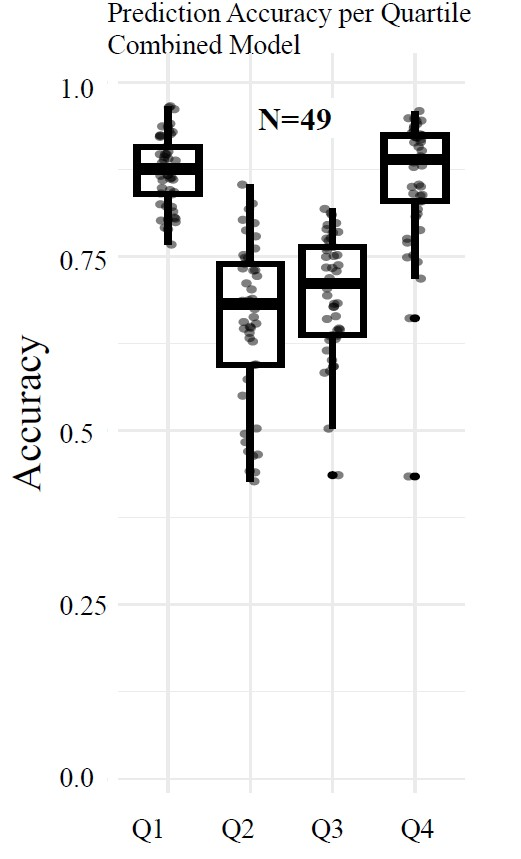 Prediction Accuracy per Quartile
Combined Model
1.0
N=49
0.75
Accuracy
0.5
0.25
0.0
Q1 Q2 Q3 Q4